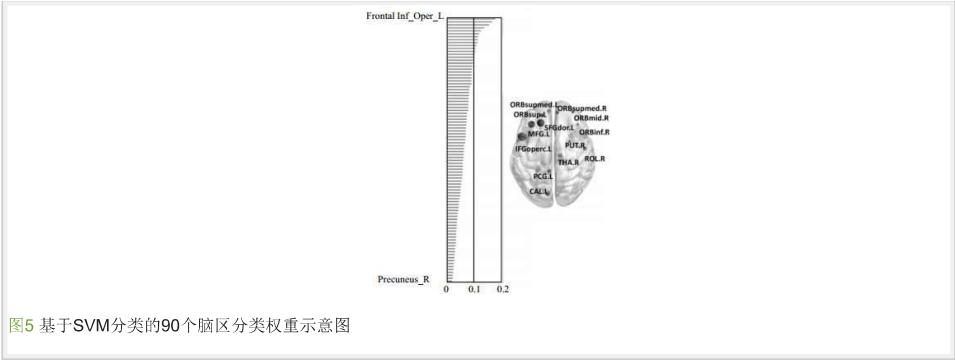 Frontal Inf_Oper_L
ORBsupmed.L
ORBsupmed.R
ORBsup.L
ORBmid.R
SFGdor.L
MFG.L
ORBinf.R
PUT.R
IFGoperc.L
THA.R
ROL.R
PCG.L
CAL.L
Precuneus_R
0 0.1 0.2
图5 基于SVM分类的90个脑区分类权重示意图